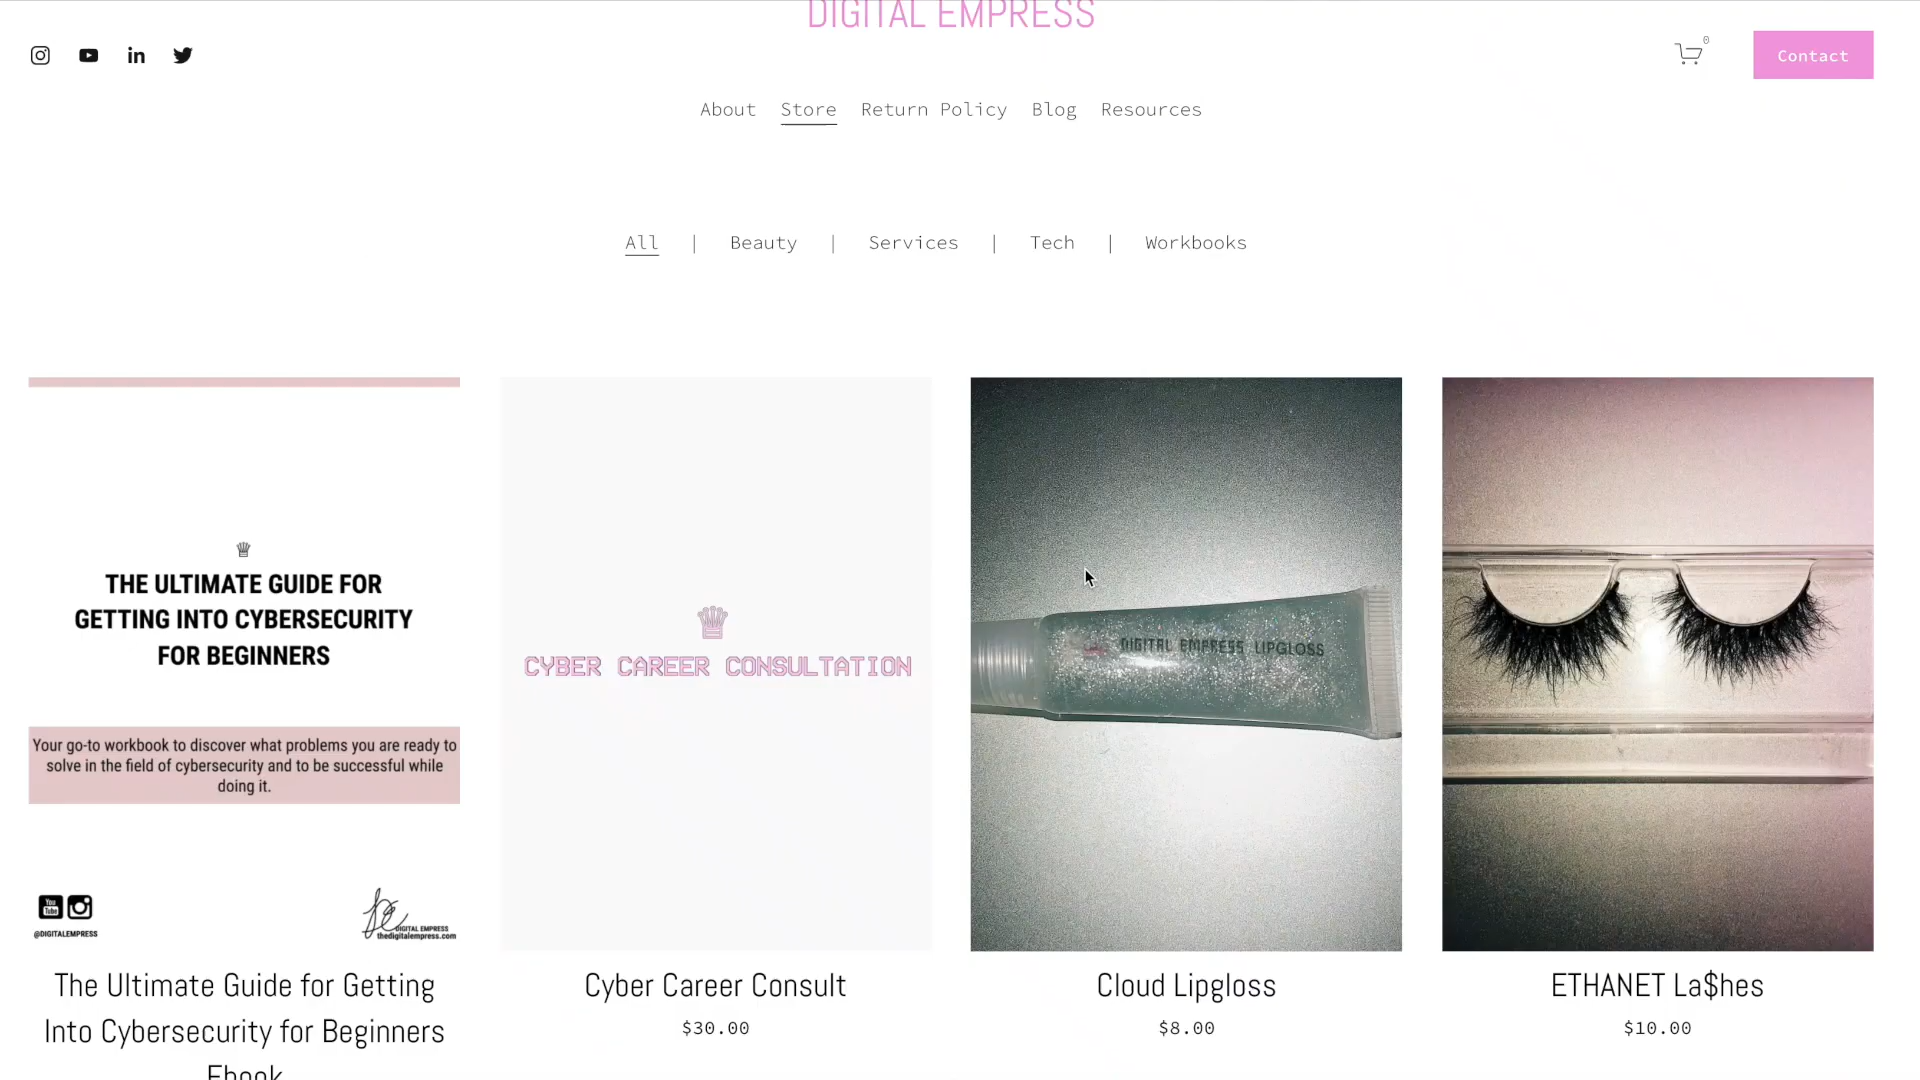 DIGITAL EMPRESS
0
Contact
About Store Return Policy Blog Resources
All | Beauty | Services | Tech | Workbooks
THE ULTIMATE GUIDE FOR
GETTING INTO CYBERSECURITY
FOR BEGINNERS
Your go-to workbook to discover what problems you are ready to
solve in the field of cybersecurity and to be successful while
doing it.
You
Tube
@DIGITALEMPRESS
DIGITAL EMPRESS
thedigitalempress.com
The Ultimate Guide for Getting
Into Cybersecurity for Beginners
Ebook
CYBER CAREER CONSULTATION
Cyber Career Consult
$30.00
DIGITAL EMPRESS LIPGLOSS
Cloud Lipgloss
$8.00
ETHANET La$hes
$10.00